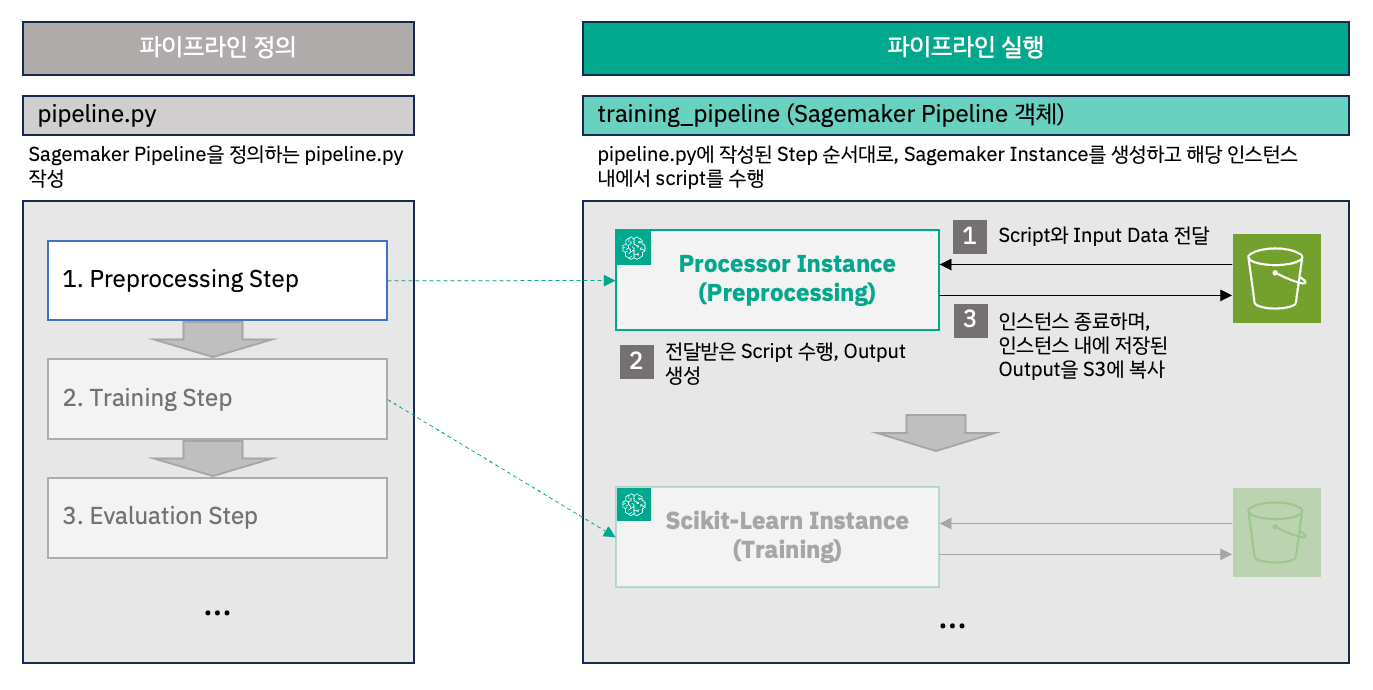 파이프라인 정의
pipeline.py
Sagemaker Pipeline을 정의하는 pipeline.py
작성
1. Preprocessing Step
2. Training Step
3. Evaluation Step
...
파이프라인 실행
training_pipeline (Sagemaker Pipeline 객체)
pipeline.py에 작성된 Step 순서대로, Sagemaker Instance를 생성하고 해당 인스턴스
내에서 script를 수행
Processor Instance
(Preprocessing)
1
Script와 Input Data 전달
2
전달받은 Script 수행, Output
생성
3
인스턴스 종료하며,
인스턴스 내에 저장된
Output을 S3에 복사
Scikit-Learn Instance
(Training)
...